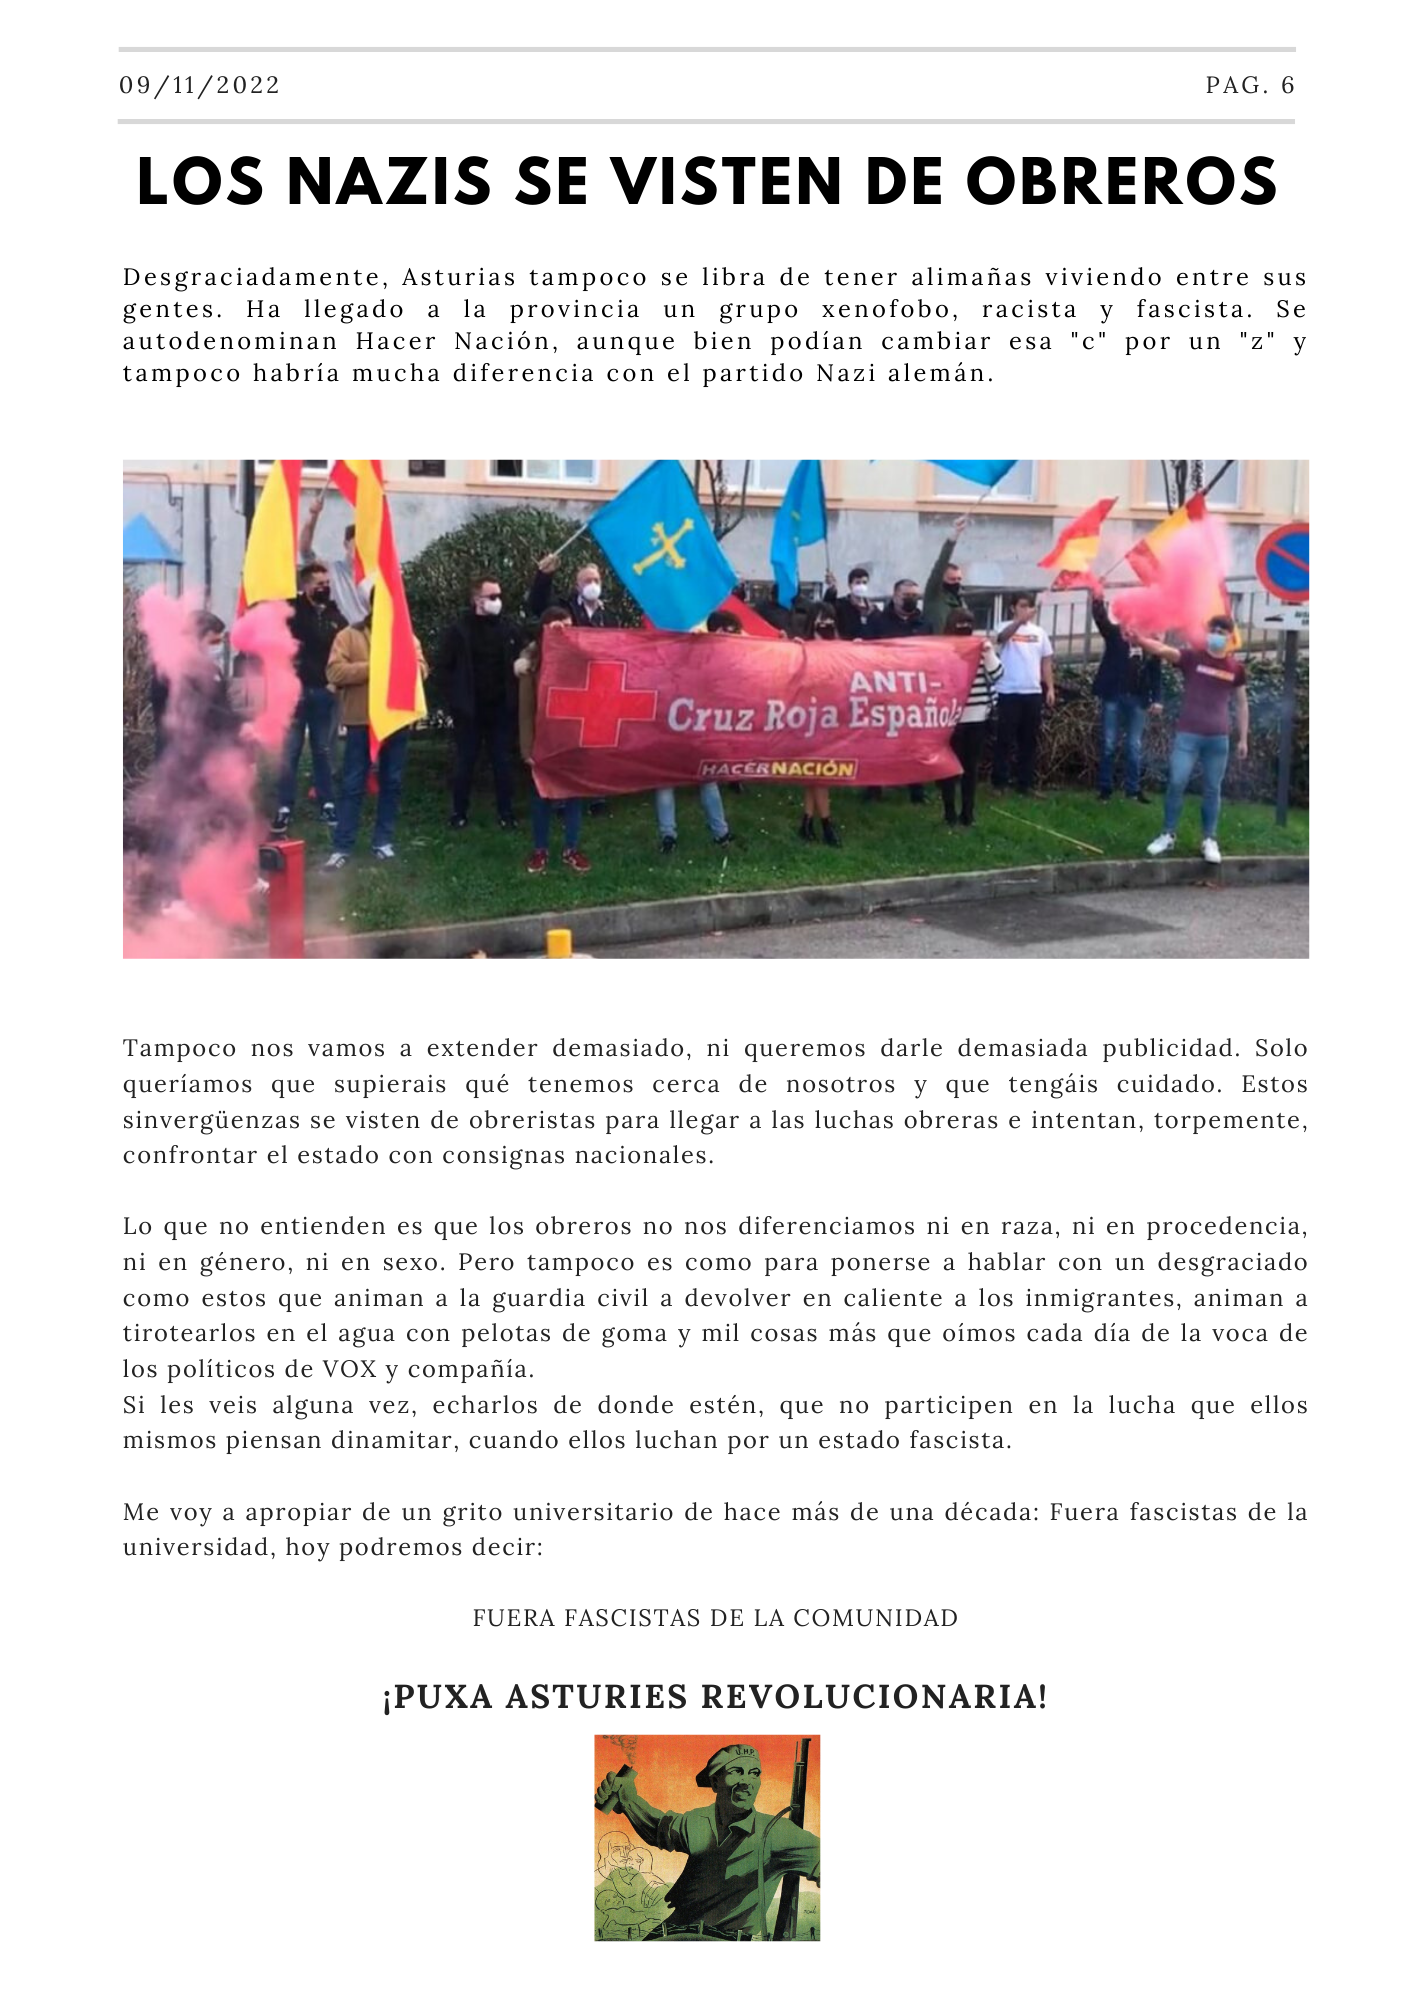 09/11/2022
PAG. 6
LOS NAZIS SE VISTEN DE OBREROS
Desgraciadamente, Asturias tampoco se libra de tener alimañas viviendo entre sus
gentes. Ha llegado a la provincia un grupo xenofobo, racista y fascista. Se
autodenominan Hacer Nación, aunque bien podían cambiar esa "c" por un "z" y
tampoco habría mucha diferencia con el partido Nazi alemán.
ANTI-
Cruz Roja Española
HACERNACIÓN
Tampoco nos vamos a extender demasiado, ni queremos darle demasiada publicidad. Solo
queríamos que supierais qué tenemos cerca de nosotros y que tengáis cuidado. Estos
sinvergüenzas se visten de obreristas para llegar a las luchas obreras e intentan, torpemente,
confrontar el estado con consignas nacionales.
Lo que no entienden es que los obreros no nos diferenciamos ni en raza, ni en procedencia,
ni en género, ni en sexo. Pero tampoco es como para ponerse a hablar con un desgraciado
como estos que animan a la guardia civil a devolver en caliente a los inmigrantes, animan a
tirotearlos en el agua con pelotas de goma y mil cosas más que oímos cada día de la voca de
los políticos de VOX y compañía.
Si les veis alguna vez, echarlos de donde estén, que no participen en la lucha que ellos
mismos piensan dinamitar, cuando ellos luchan por un estado fascista.
Me voy a apropiar de un grito universitario de hace más de una década: Fuera fascistas de la
universidad, hoy podremos decir:
FUERA FASCISTAS DE LA COMUNIDAD
¡PUXA ASTURIES REVOLUCIONARIA!
U.H.P.